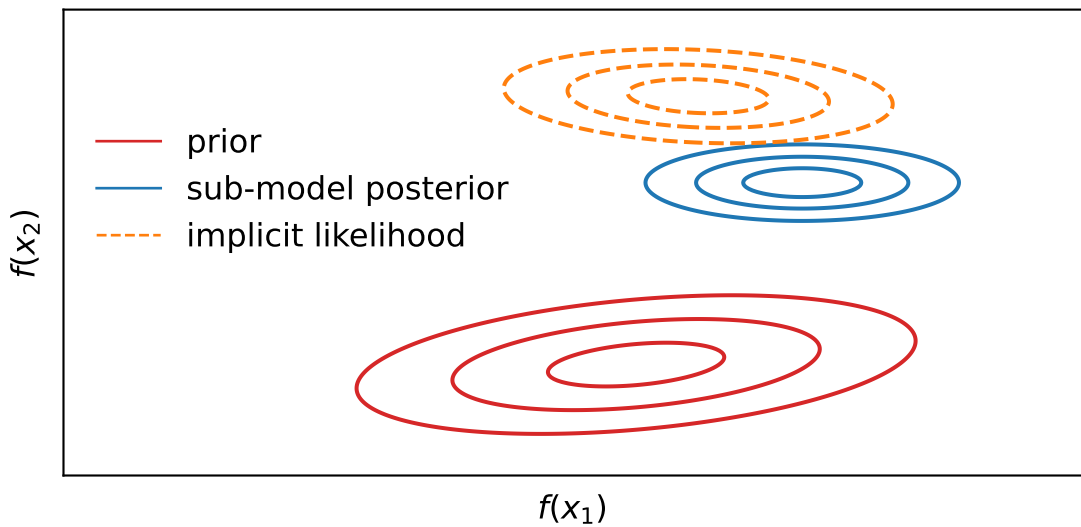 prior
sub-model posterior
implicit likelihood
f(x₂)
f(x₁)